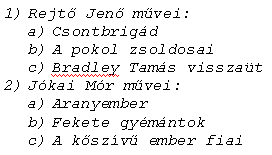 1) Rejtő Jenő művei:
a) Csontbrigád
b) A pokol zsoldosai
c) Bradley Tamás visszaüt
2) Jókai Mór művei:
a) Aranyember
b) Fekete gyémántok
c) A kőszívű ember fiai